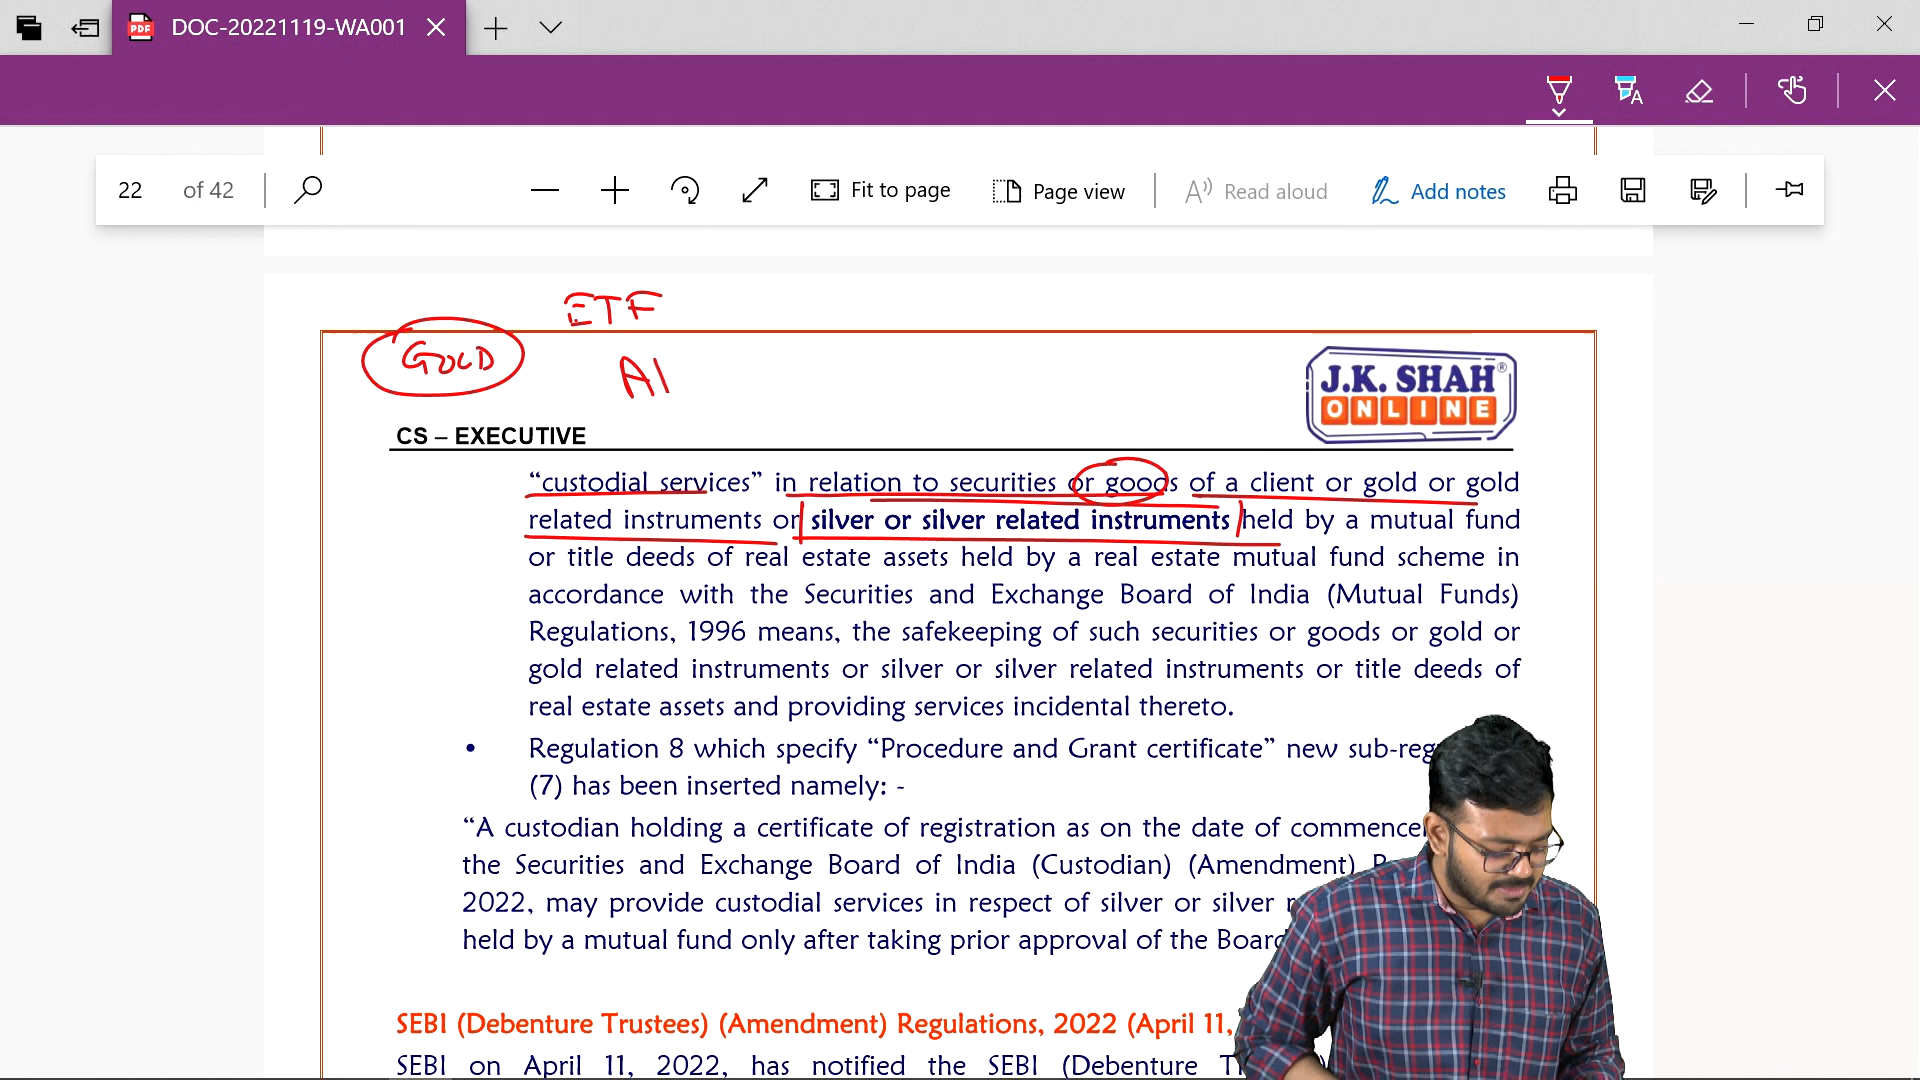 DOC-20221119-WA001
22 of 42
Fit to page
Page view
Read aloud
Add notes
ETF
GOLD
AI
J.K. SHAH®
ONLINE
CS – EXECUTIVE
“custodial services” in relation to securities or goods of a client or gold or gold
related instruments or silver or silver related instruments held by a mutual fund
or title deeds of real estate assets held by a real estate mutual fund scheme in
accordance with the Securities and Exchange Board of India (Mutual Funds)
Regulations, 1996 means, the safekeeping of such securities or goods or gold or
gold related instruments or silver or silver related instruments or title deeds of
real estate assets and providing services incidental thereto.
• Regulation 8 which specify “Procedure and Grant certificate” new sub-reg
(7) has been inserted namely: -
“A custodian holding a certificate of registration as on the date of commence
the Securities and Exchange Board of India (Custodian) (Amendment)
2022, may provide custodial services in respect of silver or silver
held by a mutual fund only after taking prior approval of the Board
SEBI (Debenture Trustees) (Amendment) Regulations, 2022 (April 11,
SEBI on April 11, 2022, has notified the SEBI (Debenture